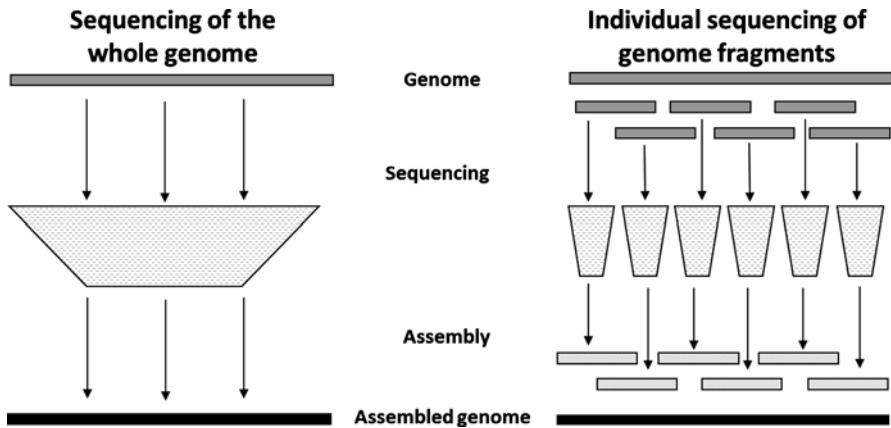 Sequencing of the
whole genome
Individual sequencing of
genome fragments
Genome
Sequencing
Assembly
Assembled genome